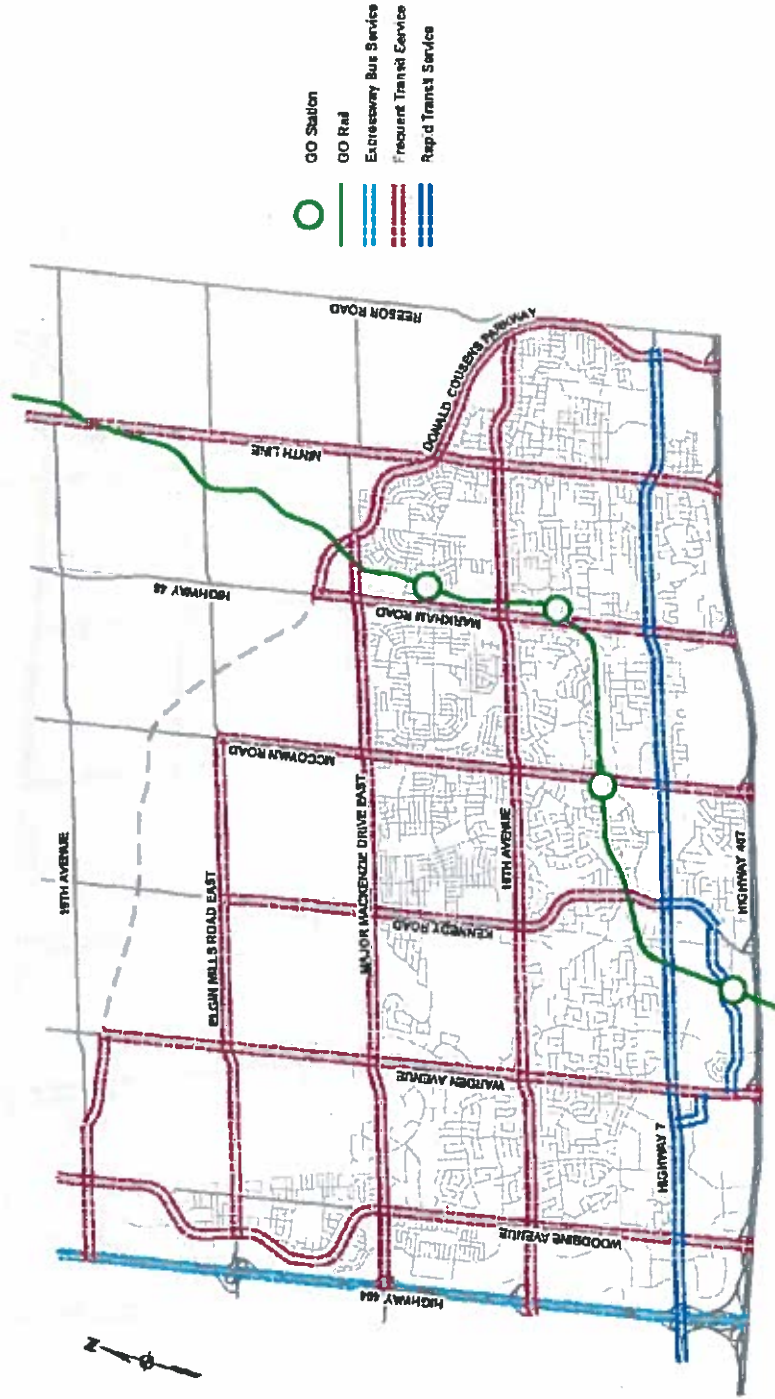 GO Station
GO Rail
Expressway Bus Service
Frequent Transit Service
Rapid Transit Service
N
19TH AVENUE
ELGIN MILLS ROAD EAST
MAJOR MACKENZIE DRIVE EAST
16TH AVENUE
HIGHWAY 7
HIGHWAY 407
HIGHWAY 404
WOODBINE AVENUE
WARDEN AVENUE
KENNEDY ROAD
MCCOWAN ROAD
HIGHWAY 48
MARKHAM ROAD
NINTH LINE
DONALD COUSENS PARKWAY
REESOR ROAD